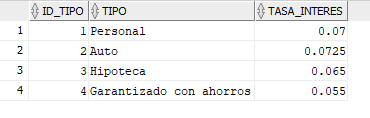 ID_TIPO TIPO TASA_INTERES
1 1 Personal 0.07
2 2 Auto 0.0725
3 3 Hipoteca 0.065
4 4 Garantizado con ahorros 0.055